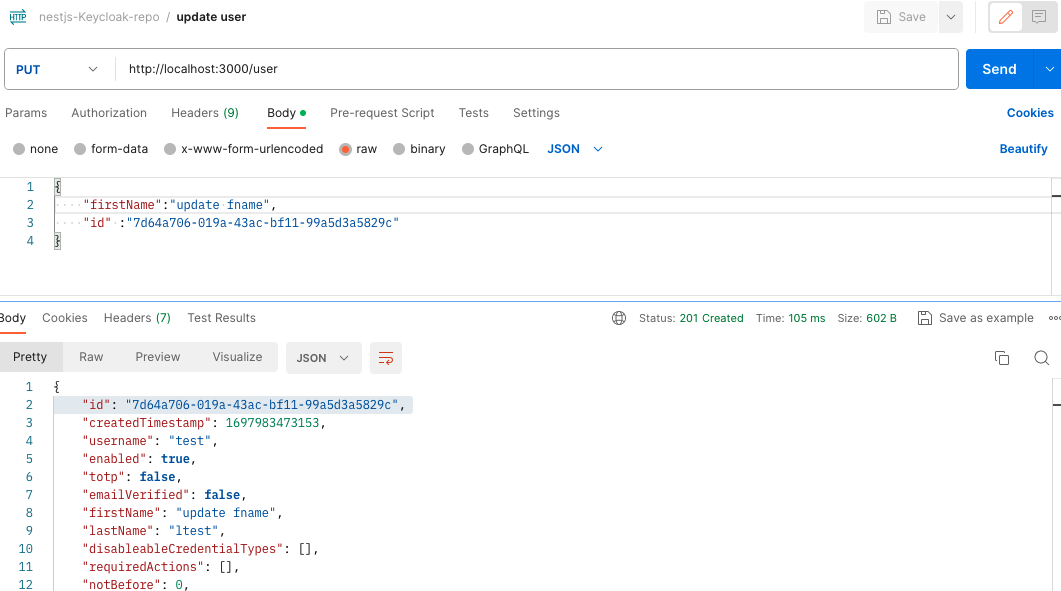 HTTP nestjs-Keycloak-repo / update user Save
PUT http://localhost:3000/user Send
Params Authorization Headers (9) Body Pre-request Script Tests Settings Cookies
none form-data x-www-form-urlencoded raw binary GraphQL JSON Beautify
1 {
2 ····"firstName":"update·fname",
3 ····"id"·:"7d64a706-019a-43ac-bf11-99a5d3a5829c"
4 }
Body Cookies Headers (7) Test Results Status: 201 Created Time: 105 ms Size: 602 B Save as example
Pretty Raw Preview Visualize JSON
1 {
2 "id": "7d64a706-019a-43ac-bf11-99a5d3a5829c",
3 "createdTimestamp": 1697983473153,
4 "username": "test",
5 "enabled": true,
6 "totp": false,
7 "emailVerified": false,
8 "firstName": "update fname",
9 "lastName": "ltest",
10 "disableableCredentialTypes": [],
11 "requiredActions": [],
12 "notBefore": 0,